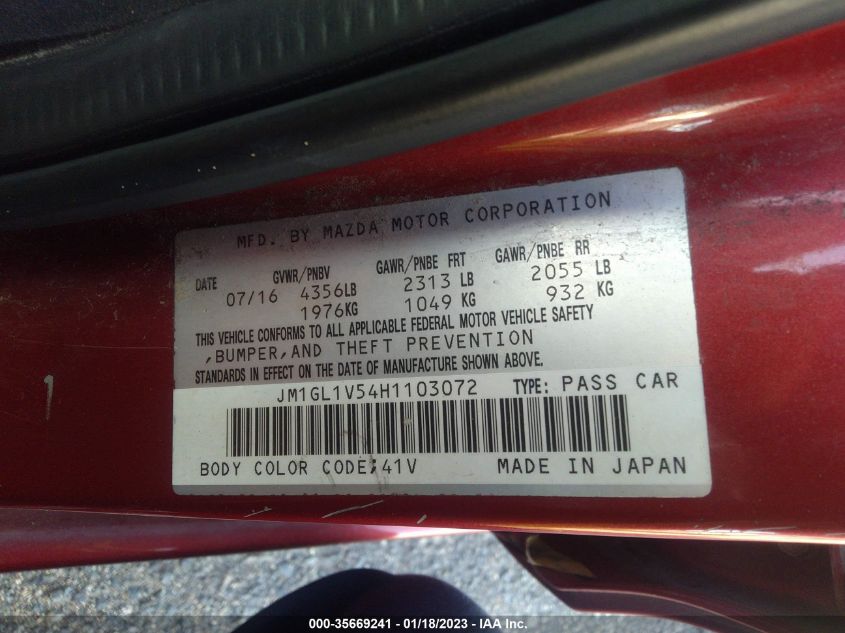 MFD. BY MAZDA MOTOR CORPORATION
DATE GVWR/PNBV GAWR/PNBE FRT GAWR/PNBE RR
07/16 4356LB 2313 LB 2055 LB
1976KG 1049 KG 932 KG
THIS VEHICLE CONFORMS TO ALL APPLICABLE FEDERAL MOTOR VEHICLE SAFETY
,BUMPER,AND THEFT PREVENTION
STANDARDS IN EFFECT ON THE DATE OF MANUFACTURE SHOWN ABOVE.
JM1GL1V54H1103072 TYPE: PASS CAR
BODY COLOR CODE;41V MADE IN JAPAN
000-35669241 - 01/18/2023 - IAA Inc.